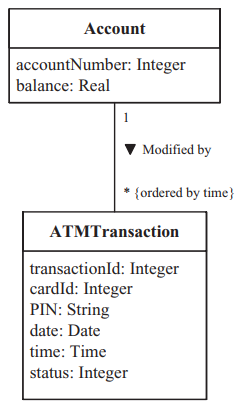 Account
accountNumber: Integer
balance: Real
1
▼ Modified by
* {ordered by time}
ATMTransaction
transactionId: Integer
cardId: Integer
PIN: String
date: Date
time: Time
status: Integer